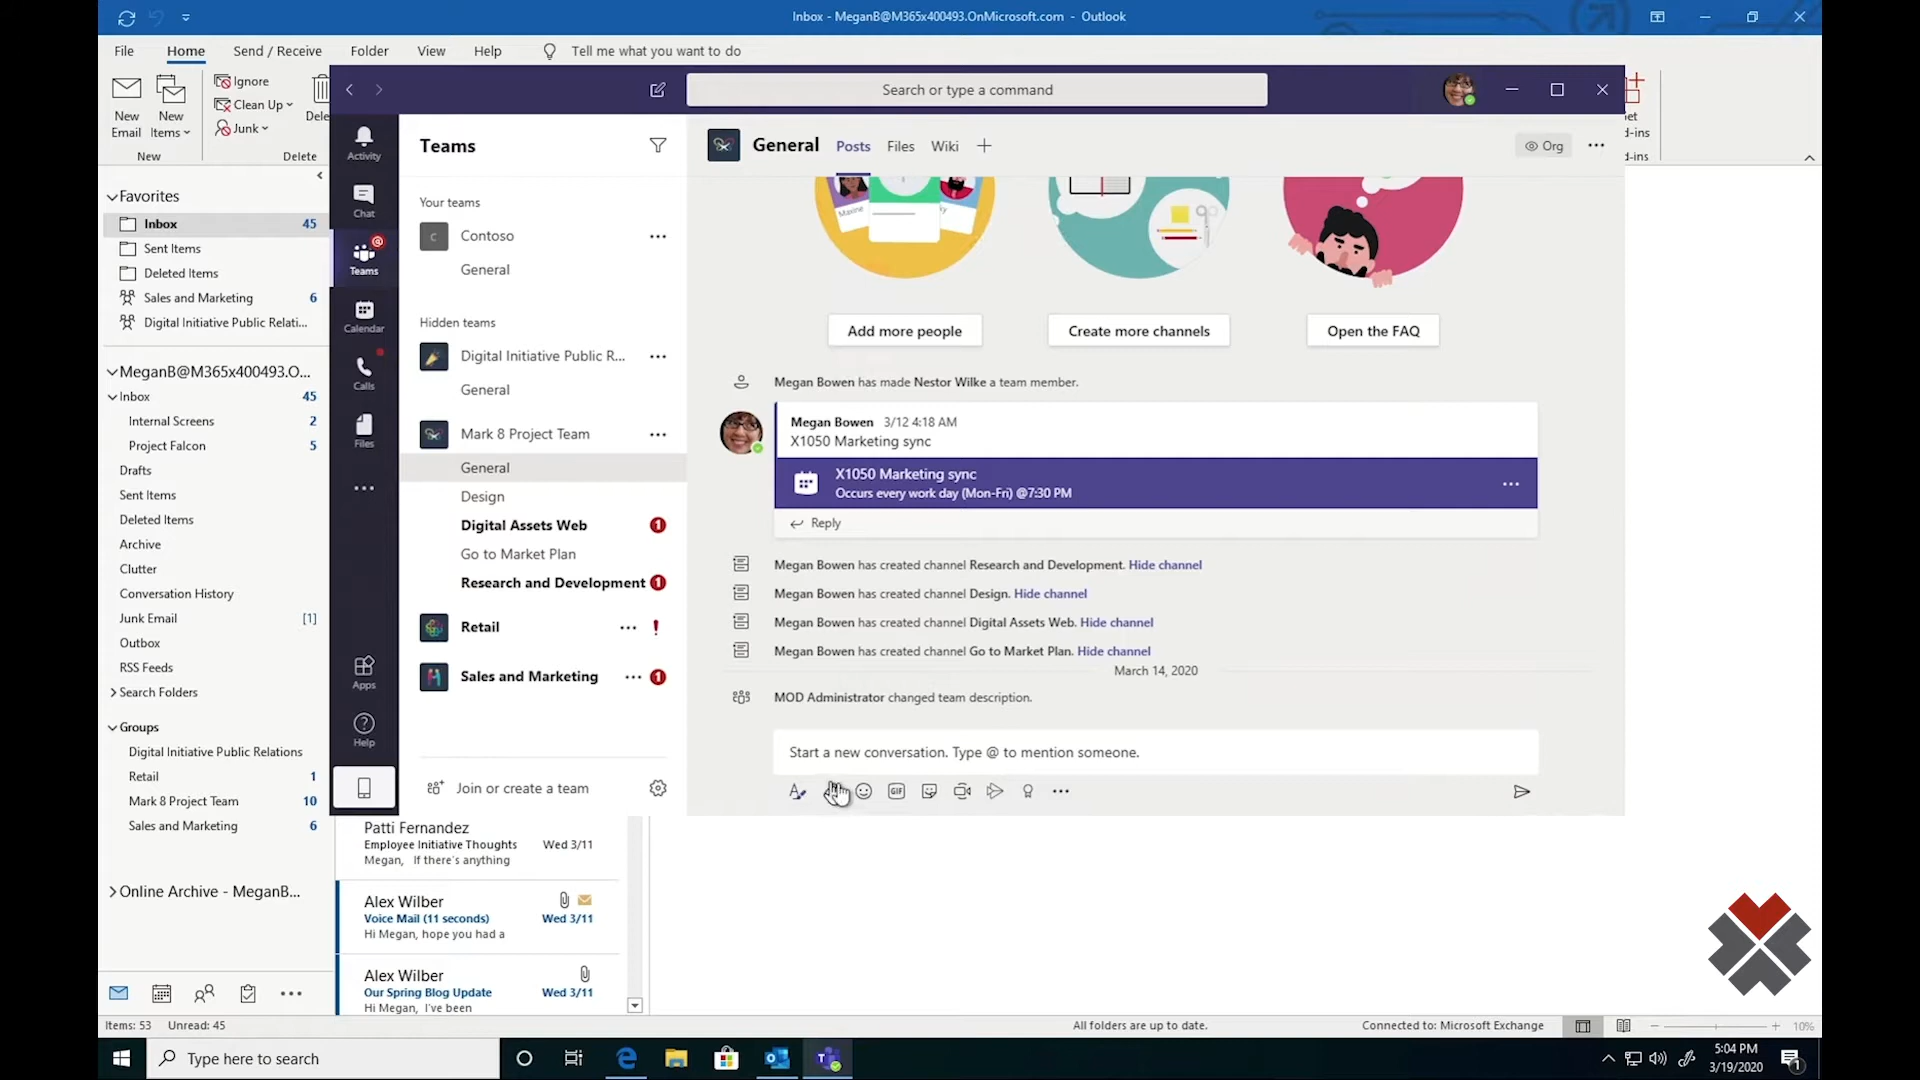 Inbox - MeganB@M365x400493.OnMicrosoft.com - Outlook
File Home Send / Receive Folder View Help Tell me what you want to do
New Email
New Items
Ignore
Clean Up
Junk
New
Delete
Search or type a command
Favorites
Inbox 45
Sent Items
Deleted Items
Sales and Marketing 6
Digital Initiative Public Relati...
MeganB@M365x400493.O...
Inbox 45
Internal Screens 2
Project Falcon 5
Drafts
Sent Items
Deleted Items
Archive
Clutter
Conversation History
Junk Email [1]
Outbox
RSS Feeds
Search Folders
Groups
Digital Initiative Public Relations
Retail 1
Mark 8 Project Team 10
Sales and Marketing 6
Online Archive - MeganB...
Items: 53 Unread: 45
Activity
Chat
Teams
Calendar
Calls
Files
Apps
Help
Teams
Your teams
C Contoso
General
Hidden teams
Digital Initiative Public R...
General
Mark 8 Project Team
General
Design
Digital Assets Web 1
Go to Market Plan
Research and Development 1
Retail
Sales and Marketing 1
Join or create a team
General Posts Files Wiki
Org
Maxine
Add more people
Create more channels
Open the FAQ
Megan Bowen has made Nestor Wilke a team member.
Megan Bowen 3/12 4:18 AM
X1050 Marketing sync
X1050 Marketing sync
Occurs every work day (Mon-Fri) @7:30 PM
Reply
Megan Bowen has created channel Research and Development. Hide channel
Megan Bowen has created channel Design. Hide channel
Megan Bowen has created channel Digital Assets Web. Hide channel
Megan Bowen has created channel Go to Market Plan. Hide channel
March 14, 2020
MOD Administrator changed team description.
Start a new conversation. Type @ to mention someone.
GIF
Patti Fernandez
Employee Initiative Thoughts Wed 3/11
Megan, If there's anything
Alex Wilber
Voice Mail (11 seconds) Wed 3/11
Hi Megan, hope you had a
Alex Wilber
Our Spring Blog Update Wed 3/11
Hi Megan, I've been
All folders are up to date. Connected to: Microsoft Exchange 10%
Type here to search
5:04 PM
3/19/2020
1